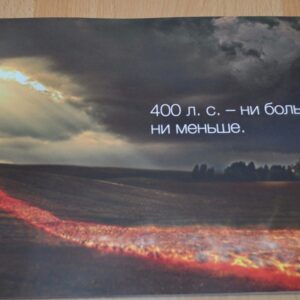 400 л. с. – ни боль
ни меньше.